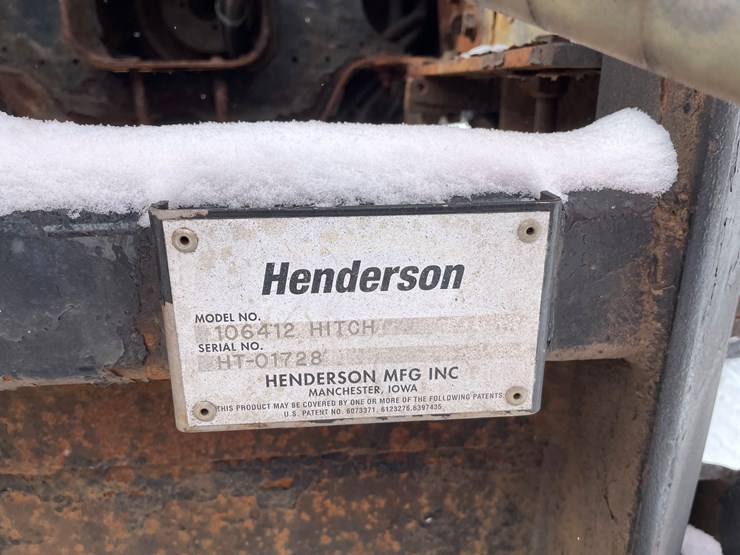 Henderson
MODEL NO.
106412 HITCH
SERIAL NO.
HT-01728
HENDERSON MFG INC
MANCHESTER, IOWA
THIS PRODUCT MAY BE COVERED BY ONE OR MORE OF THE FOLLOWING PATENTS
U.S. PATENT NO. 6073371, 6123276,6397435